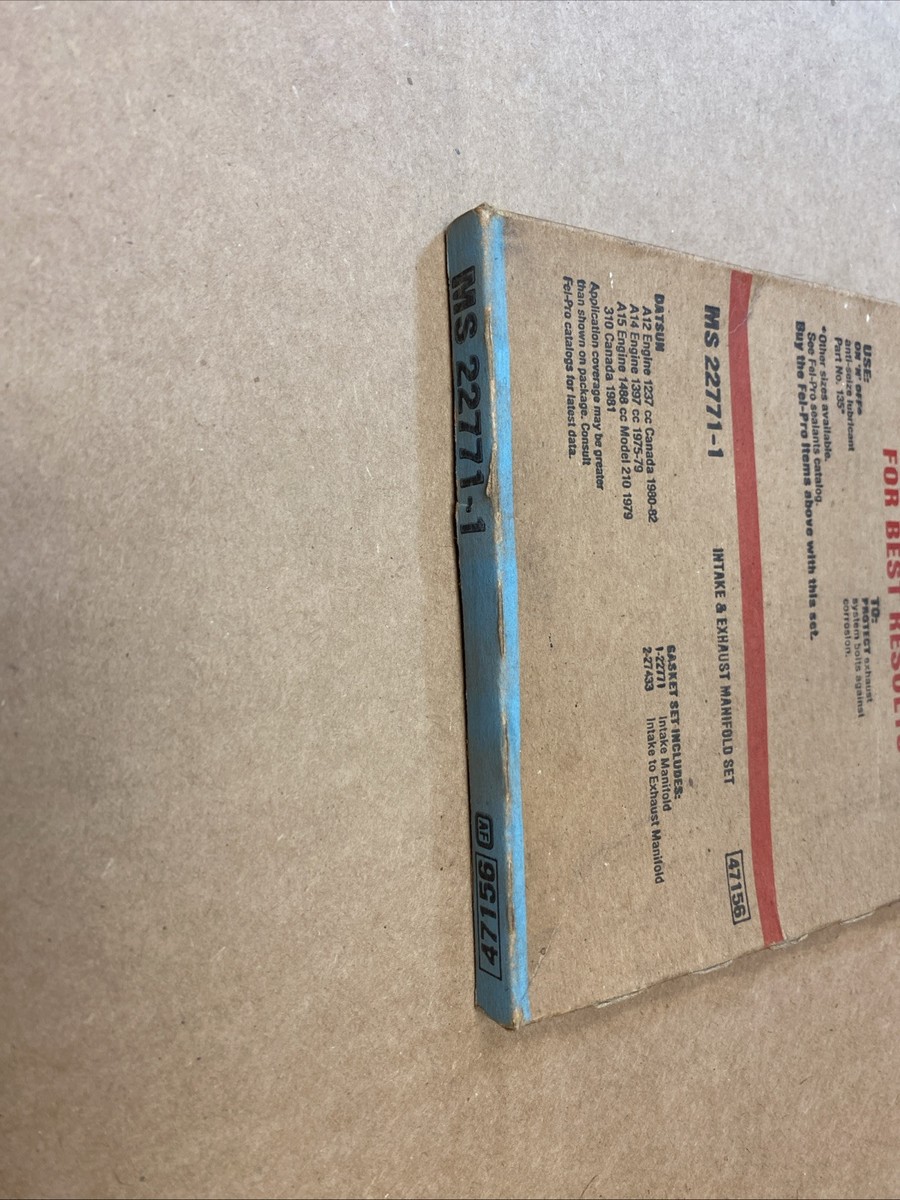 FOR BEST RESULTS
USE:
ON 'N' OFF®
anti-seize lubricant
Part No. 135*
TO:
PROTECT exhaust
system bolts against
corrosion.
*Other sizes available.
See Fel-Pro sealants catalog.
Buy the Fel-Pro items above with this set.
MS 22771-1
INTAKE & EXHAUST MANIFOLD SET
47156
DATSUN
A12 Engine 1237 cc Canada 1980-82
A14 Engine 1397 cc 1975-79
A15 Engine 1488 cc Model 210 1979
310 Canada 1981
Application coverage may be greater
than shown on package. Consult
Fel-Pro catalogs for latest data.
GASKET SET INCLUDES:
1-22771 Intake Manifold
2-27433 Intake to Exhaust Manifold
MS 22771-1
AF
47156